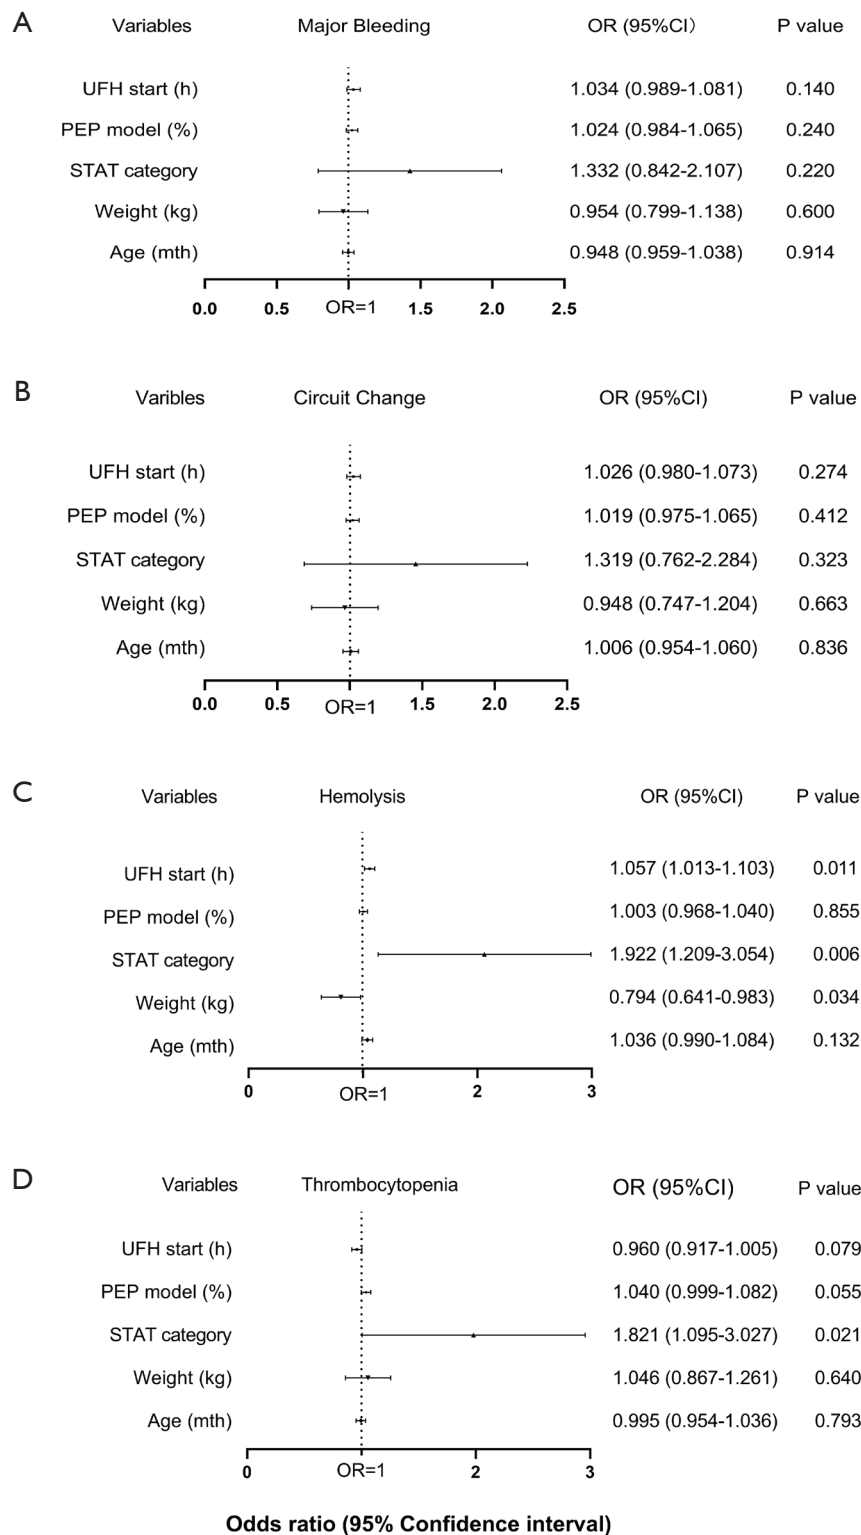 A Variables Major Bleeding OR (95%CI) P value
UFH start (h) 1.034 (0.989-1.081) 0.140
PEP model (%) 1.024 (0.984-1.065) 0.240
STAT category 1.332 (0.842-2.107) 0.220
Weight (kg) 0.954 (0.799-1.138) 0.600
Age (mth) 0.948 (0.959-1.038) 0.914
0.0 0.5 OR=1 1.5 2.0 2.5
B Varibles Circuit Change OR (95%CI) P value
UFH start (h) 1.026 (0.980-1.073) 0.274
PEP model (%) 1.019 (0.975-1.065) 0.412
STAT category 1.319 (0.762-2.284) 0.323
Weight (kg) 0.948 (0.747-1.204) 0.663
Age (mth) 1.006 (0.954-1.060) 0.836
0.0 0.5 OR=1 1.5 2.0 2.5
C Variables Hemolysis OR (95%CI) P value
UFH start (h) 1.057 (1.013-1.103) 0.011
PEP model (%) 1.003 (0.968-1.040) 0.855
STAT category 1.922 (1.209-3.054) 0.006
Weight (kg) 0.794 (0.641-0.983) 0.034
Age (mth) 1.036 (0.990-1.084) 0.132
0 OR=1 2 3
D Variables Thrombocytopenia OR (95%CI) P value
UFH start (h) 0.960 (0.917-1.005) 0.079
PEP model (%) 1.040 (0.999-1.082) 0.055
STAT category 1.821 (1.095-3.027) 0.021
Weight (kg) 1.046 (0.867-1.261) 0.640
Age (mth) 0.995 (0.954-1.036) 0.793
0 OR=1 2 3
Odds ratio (95% Confidence interval)